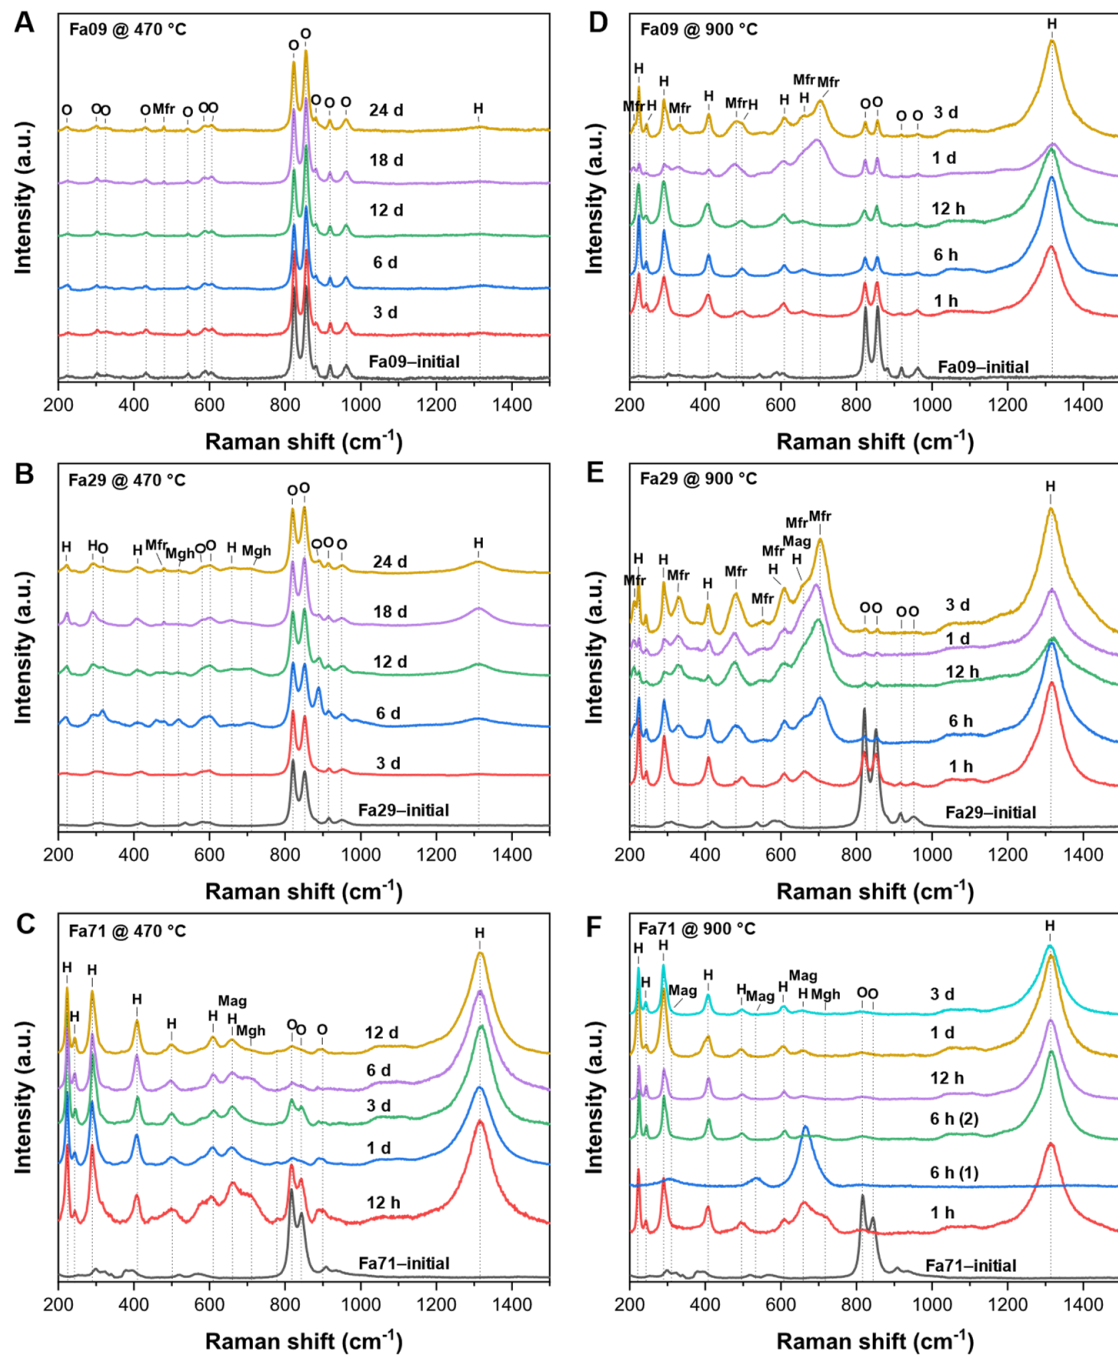 A
Fa09 @ 470 °C
O
O
O
O
O
O
Mfr
O
O
O
O
O
O
H
24 d
18 d
12 d
6 d
3 d
Fa09–initial
Intensity (a.u.)
200 400 600 800 1000 1200 1400
Raman shift (cm⁻¹)
D
Fa09 @ 900 °C
H
H
H
Mfr
H
Mfr
H
Mfr
H
H
H
Mfr
Mfr
O
O
O
O
3 d
1 d
12 h
6 h
1 h
Fa09–initial
Intensity (a.u.)
200 400 600 800 1000 1200 1400
Raman shift (cm⁻¹)
B
Fa29 @ 470 °C
O
O
H
H
O
H
Mfr
Mgh
O
O
H
Mgh
O
O
O
H
24 d
18 d
12 d
6 d
3 d
Fa29–initial
Intensity (a.u.)
200 400 600 800 1000 1200 1400
Raman shift (cm⁻¹)
E
Fa29 @ 900 °C
H
Mfr
H
H
Mfr
H
Mfr
H
Mfr
Mfr
Mfr
H
Mfr
Mag
H
Mfr
O
O
O
O
3 d
1 d
12 h
6 h
1 h
Fa29–initial
Intensity (a.u.)
200 400 600 800 1000 1200 1400
Raman shift (cm⁻¹)
C
Fa71 @ 470 °C
H
H
H
H
H
H
H
Mag
H
Mgh
O
O
O
H
12 d
6 d
3 d
1 d
12 h
Fa71–initial
Intensity (a.u.)
200 400 600 800 1000 1200 1400
Raman shift (cm⁻¹)
F
Fa71 @ 900 °C
H
H
H
H
Mag
H
H
Mag
H
Mag
H
Mgh
O
O
3 d
1 d
12 h
6 h (2)
6 h (1)
1 h
Fa71–initial
Intensity (a.u.)
200 400 600 800 1000 1200 1400
Raman shift (cm⁻¹)